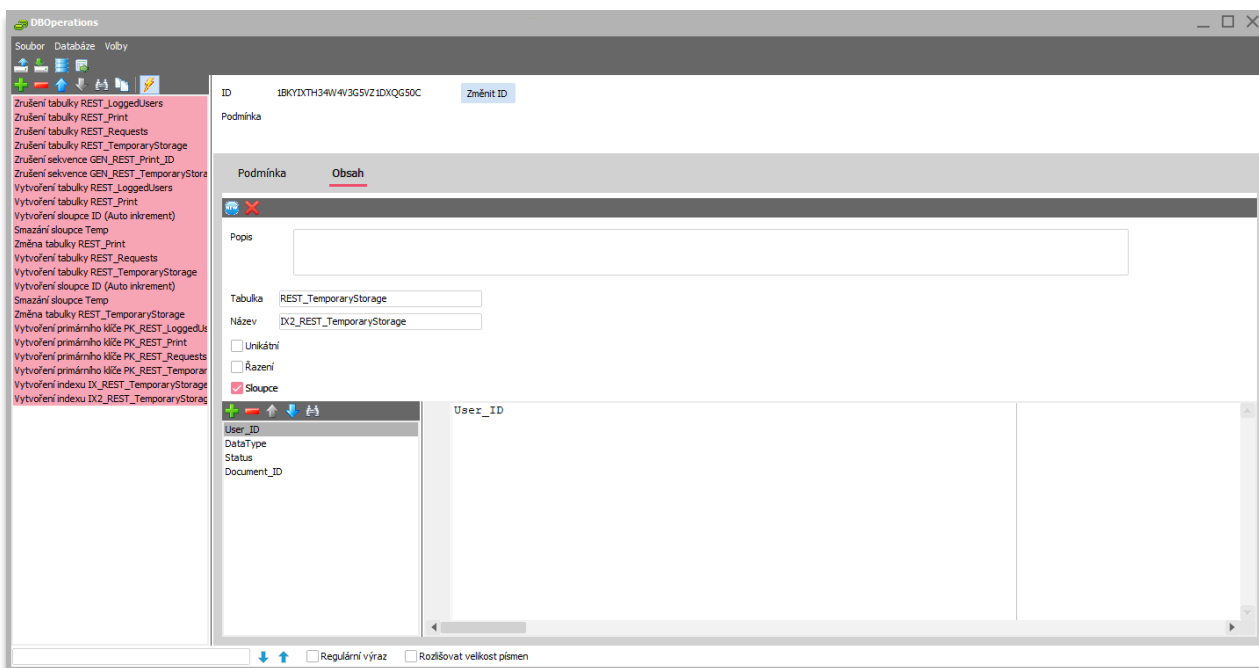 DBOperations
Soubor Databáze Volby
Zrušení tabulky REST_LoggedUsers
Zrušení tabulky REST_Print
Zrušení tabulky REST_Requests
Zrušení tabulky REST_TemporaryStorage
Zrušení sekvence GEN_REST_Print_ID
Zrušení sekvence GEN_REST_TemporaryStora
Vytvoření tabulky REST_LoggedUsers
Vytvoření tabulky REST_Print
Vytvoření sloupce ID (Auto inkrement)
Smazání sloupce Temp
Změna tabulky REST_Print
Vytvoření tabulky REST_Requests
Vytvoření tabulky REST_TemporaryStorage
Vytvoření sloupce ID (Auto inkrement)
Smazání sloupce Temp
Změna tabulky REST_TemporaryStorage
Vytvoření primárního klíče PK_REST_LoggedUs
Vytvoření primárního klíče PK_REST_Print
Vytvoření primárního klíče PK_REST_Requests
Vytvoření primárního klíče PK_REST_Temporar
Vytvoření indexu IX_REST_TemporaryStorage
Vytvoření indexu IX2_REST_TemporaryStorag
ID 1BKYIXTH34W4V3G5VZ1DXQG50C Změnit ID
Podmínka
Podmínka Obsah
Popis
Tabulka REST_TemporaryStorage
Název IX2_REST_TemporaryStorage
Unikátní
Řazení
Sloupce
User_ID
DataType
Status
Document_ID
User_ID
Regulární výraz Rozlišovat velikost písmen